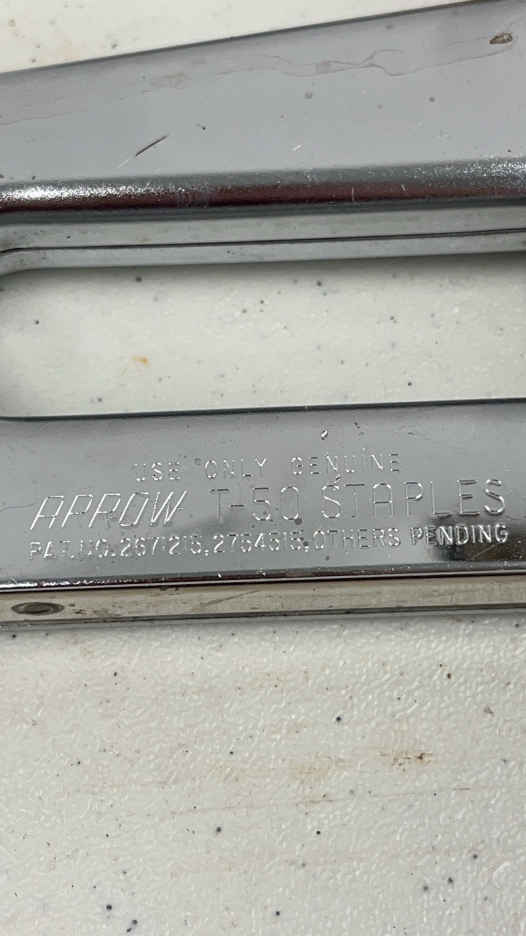 USE ONLY GENUINE
ARROW T-50 STAPLES
PAT. NO. 2671215, 2754515, OTHERS PENDING